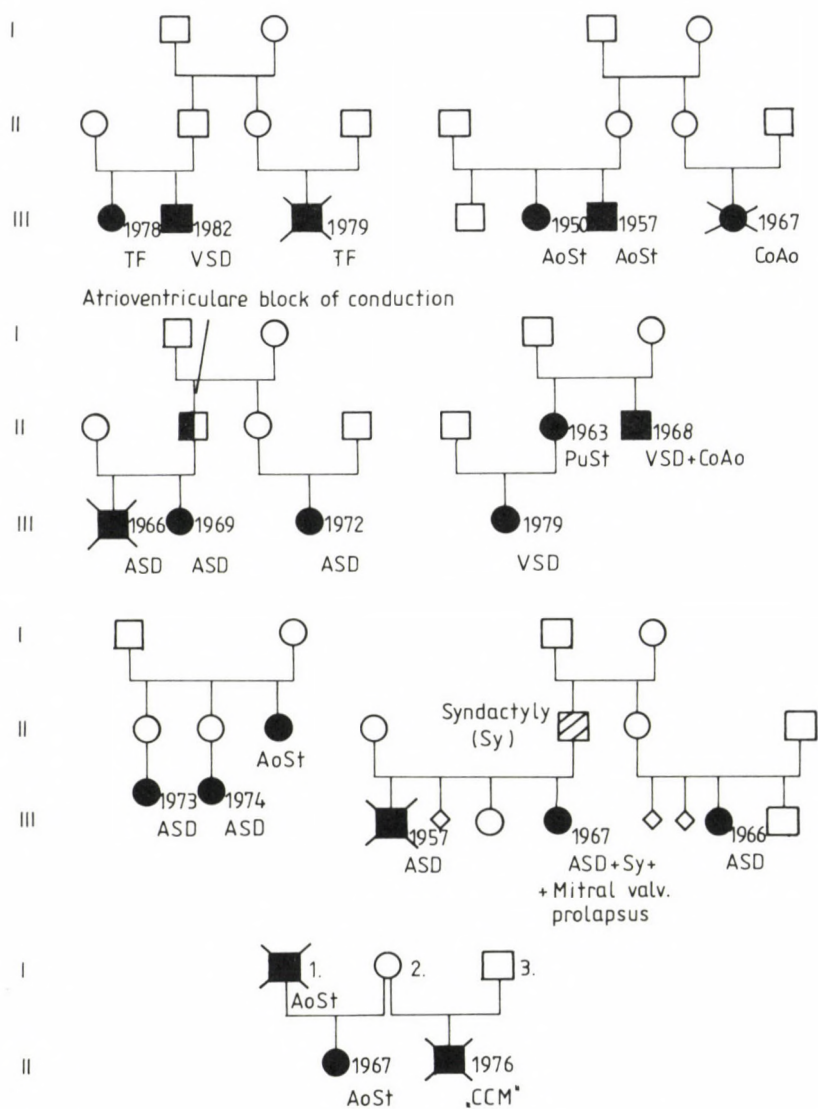 I
II
III
1978 1982 1979 1950 1957 1967
TF VSD TF AoSt AoSt CoAo
Atrioventriculare block of conduction
I
II
1963 1968
PuSt VSD+CoAo
III
1966 1969 1972 1979
ASD ASD ASD VSD
I
II
Syndactyly
(Sy)
AoSt
III
1973 1974
ASD ASD
1957 1967 1966
ASD ASD+Sy+ ASD
+Mitral valv.
prolapsus
I
1. 2. 3.
AoSt
II
1967 1976
AoSt „CCM"